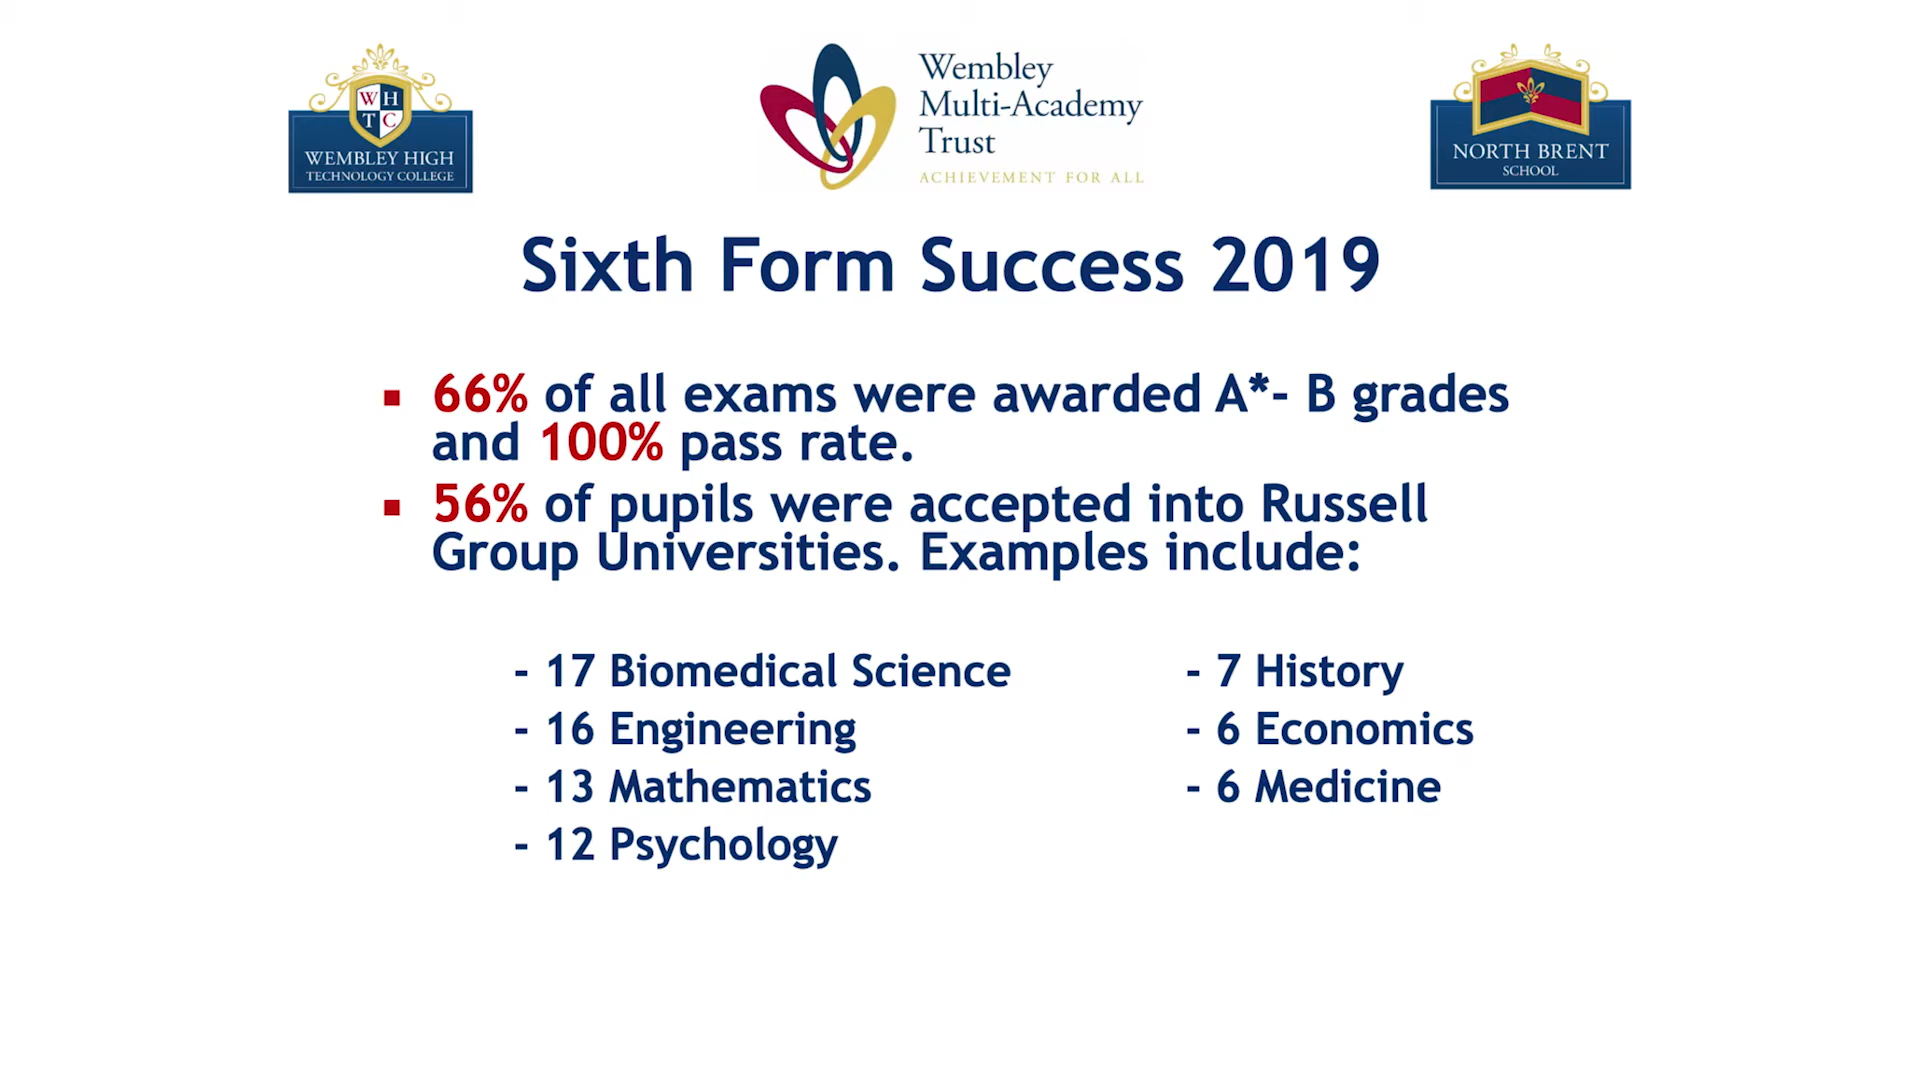 WHTC
WEMBLEY HIGH
TECHNOLOGY COLLEGE
Wembley
Multi-Academy
Trust
ACHIEVEMENT FOR ALL
NORTH BRENT
SCHOOL
Sixth Form Success 2019
▪ 66% of all exams were awarded A*- B grades
and 100% pass rate.
▪ 56% of pupils were accepted into Russell
Group Universities. Examples include:
- 17 Biomedical Science
- 16 Engineering
- 13 Mathematics
- 12 Psychology
- 7 History
- 6 Economics
- 6 Medicine